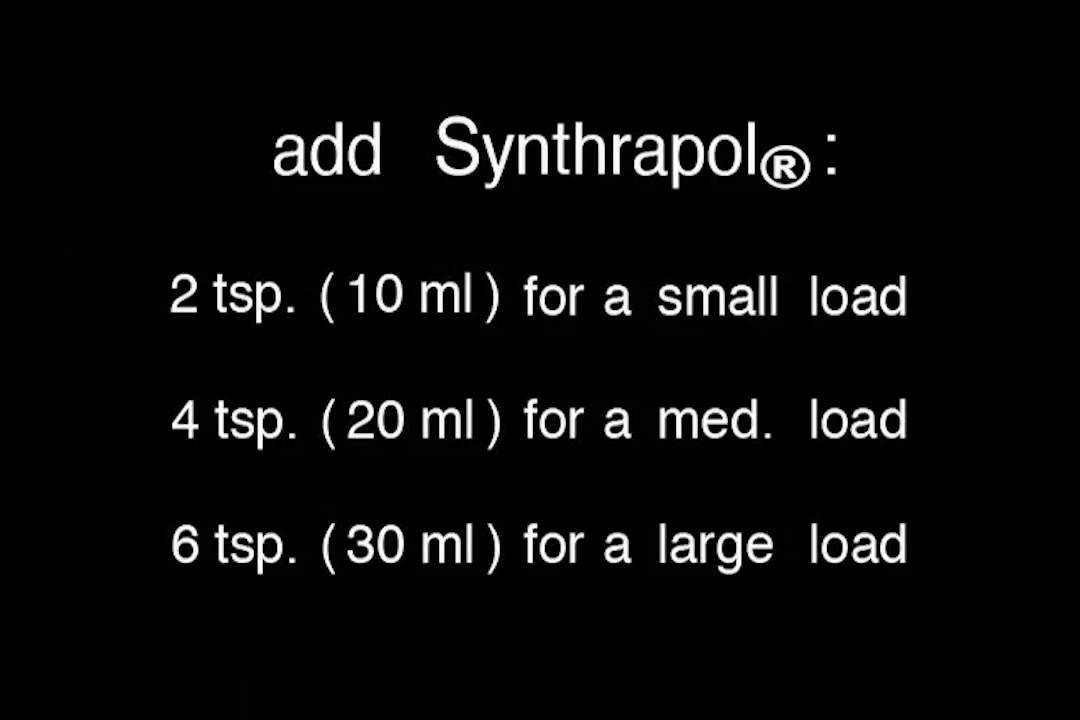 add Synthrapol®:
2 tsp. (10 ml) for a small load
4 tsp. (20 ml) for a med. load
6 tsp. (30 ml) for a large load